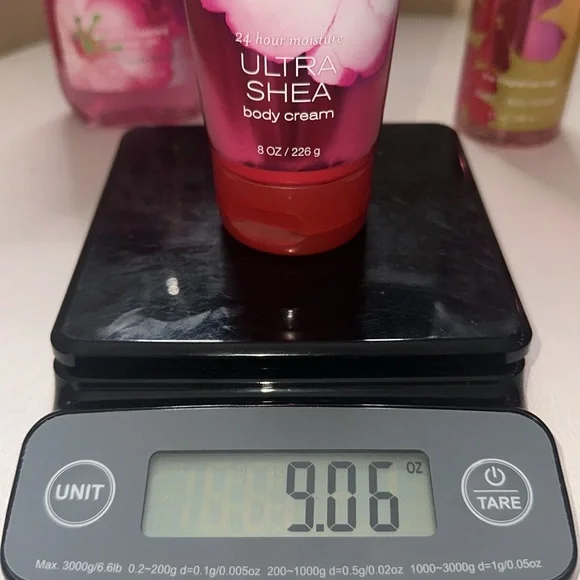 24 hour moisture
ULTRA
SHEA
body cream
8 OZ / 226 g
9.06 OZ
UNIT
TARE
Max. 3000g/6.6lb 0.2~200g d=0.1g/0.005oz 200~1000g d=0.5g/0.02oz 1000~3000g d=1g/0.05oz